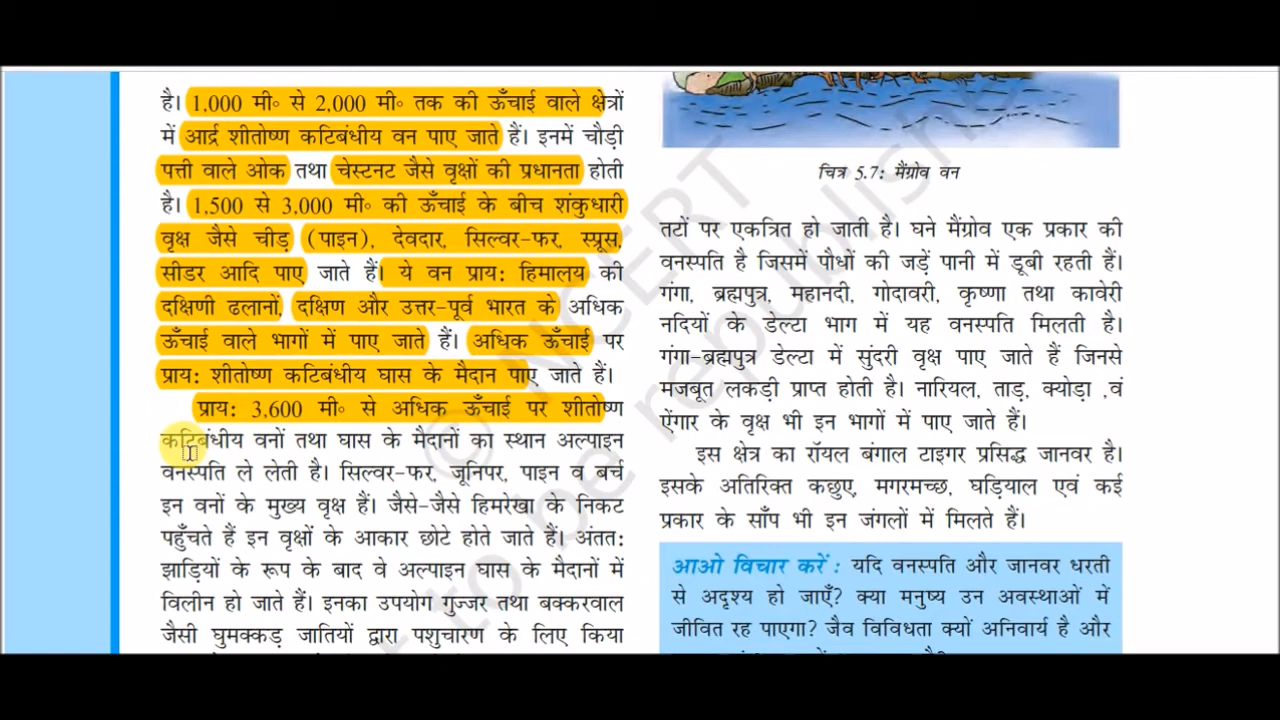 है। 1,000 मी॰ से 2,000 मी॰ तक की ऊँचाई वाले क्षेत्रों
में आर्द्र शीतोष्ण कटिबंधीय वन पाए जाते हैं। इनमें चौड़ी
पत्ती वाले ओक तथा चेस्टनट जैसे वृक्षों की प्रधानता होती
है। 1,500 से 3,000 मी॰ की ऊँचाई के बीच शंकुधारी
वृक्ष जैसे चीड़ (पाइन), देवदार, सिल्वर-फर, स्प्रूस,
सीडर आदि पाए जाते हैं। ये वन प्राय: हिमालय की
दक्षिणी ढलानों, दक्षिण और उत्तर-पूर्व भारत के अधिक
ऊँचाई वाले भागों में पाए जाते हैं। अधिक ऊँचाई पर
प्राय: शीतोष्ण कटिबंधीय घास के मैदान पाए जाते हैं।
प्राय: 3,600 मी॰ से अधिक ऊँचाई पर शीतोष्ण
कटिबंधीय वनों तथा घास के मैदानों का स्थान अल्पाइन
वनस्पति ले लेती है। सिल्वर-फर, जूनिपर, पाइन व बर्च
इन वनों के मुख्य वृक्ष हैं। जैसे-जैसे हिमरेखा के निकट
पहुँचते हैं इन वृक्षों के आकार छोटे होते जाते हैं। अंतत:
झाड़ियों के रूप के बाद वे अल्पाइन घास के मैदानों में
विलीन हो जाते हैं। इनका उपयोग गुज्जर तथा बक्करवाल
जैसी घुमक्कड़ जातियों द्वारा पशुचारण के लिए किया
चित्र 5.7: मैंग्रोव वन
तटों पर एकत्रित हो जाती है। घने मैंग्रोव एक प्रकार की
वनस्पति है जिसमें पौधों की जड़ें पानी में डूबी रहती हैं।
गंगा, ब्रह्मपुत्र, महानदी, गोदावरी, कृष्णा तथा कावेरी
नदियों के डेल्टा भाग में यह वनस्पति मिलती है।
गंगा-ब्रह्मपुत्र डेल्टा में सुंदरी वृक्ष पाए जाते हैं जिनसे
मजबूत लकड़ी प्राप्त होती है। नारियल, ताड़, क्योड़ा ,वं
ऐंगार के वृक्ष भी इन भागों में पाए जाते हैं।
इस क्षेत्र का रॉयल बंगाल टाइगर प्रसिद्ध जानवर है।
इसके अतिरिक्त कछुए, मगरमच्छ, घड़ियाल एवं कई
प्रकार के साँप भी इन जंगलों में मिलते हैं।
आओ विचार करें : यदि वनस्पति और जानवर धरती
से अदृश्य हो जाएँ? क्या मनुष्य उन अवस्थाओं में
जीवित रह पाएगा? जैव विविधता क्यों अनिवार्य है और
© NCERT
to be republish